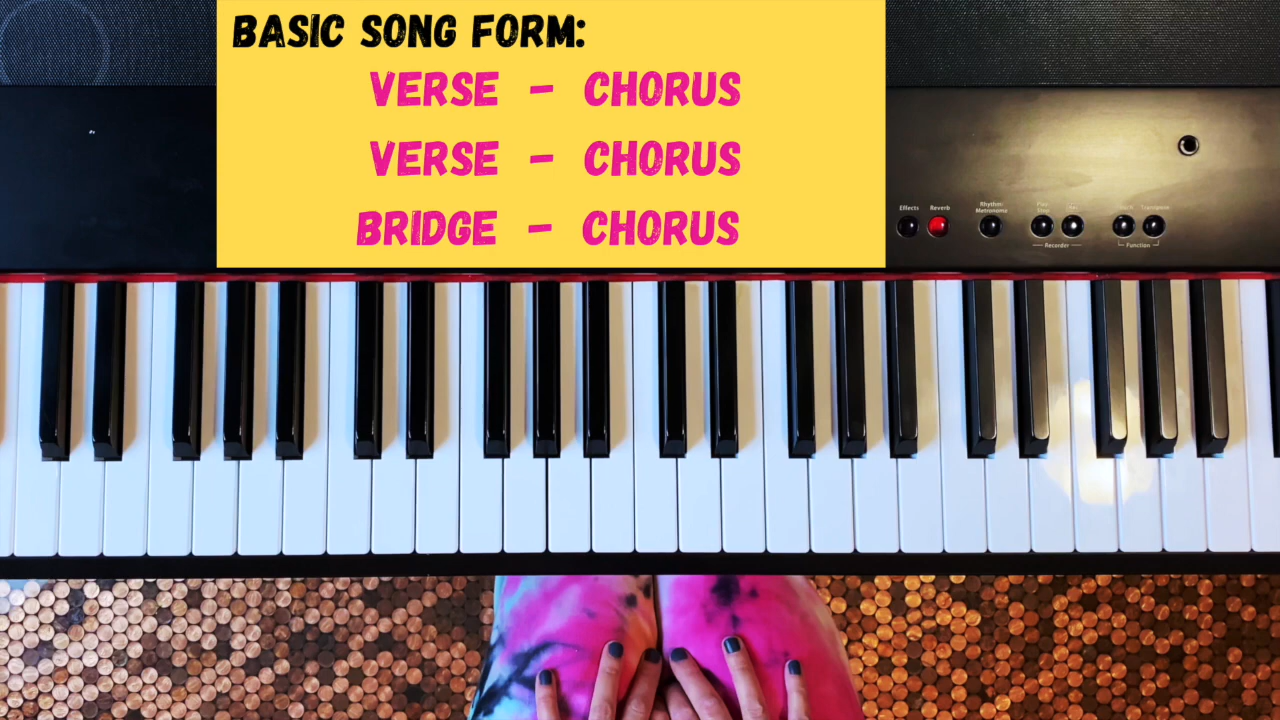 BASIC SONG FORM:
VERSE - CHORUS
VERSE - CHORUS
BRIDGE - CHORUS
Effects Reverb Rhythm/ Metronome
Recorder Function